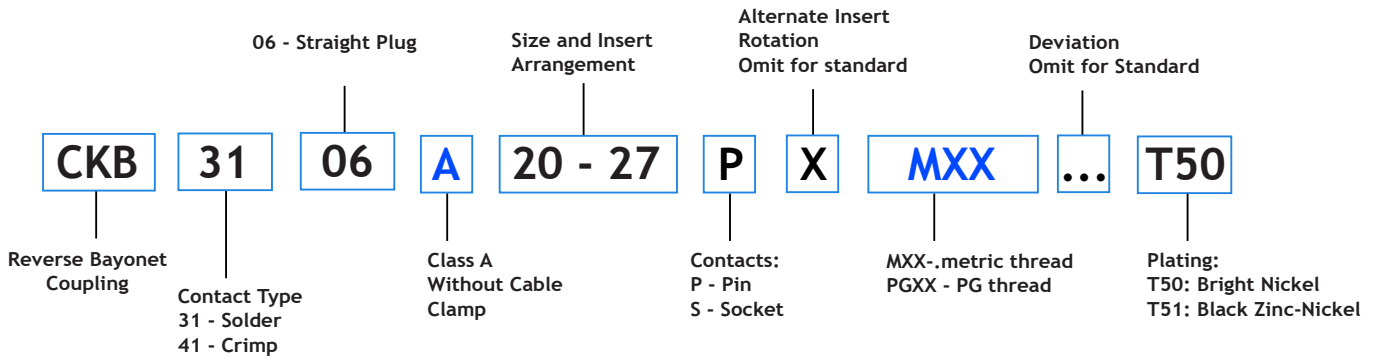 06 - Straight Plug
Size and Insert
Arrangement
Alternate Insert
Rotation
Omit for standard
Deviation
Omit for Standard
CKB 31 06 A 20 - 27 P X MXX ... T50
Reverse Bayonet
Coupling
Contact Type
31 - Solder
41 - Crimp
Class A
Without Cable
Clamp
Contacts:
P - Pin
S - Socket
MXX-.metric thread
PGXX - PG thread
Plating:
T50: Bright Nickel
T51: Black Zinc-Nickel